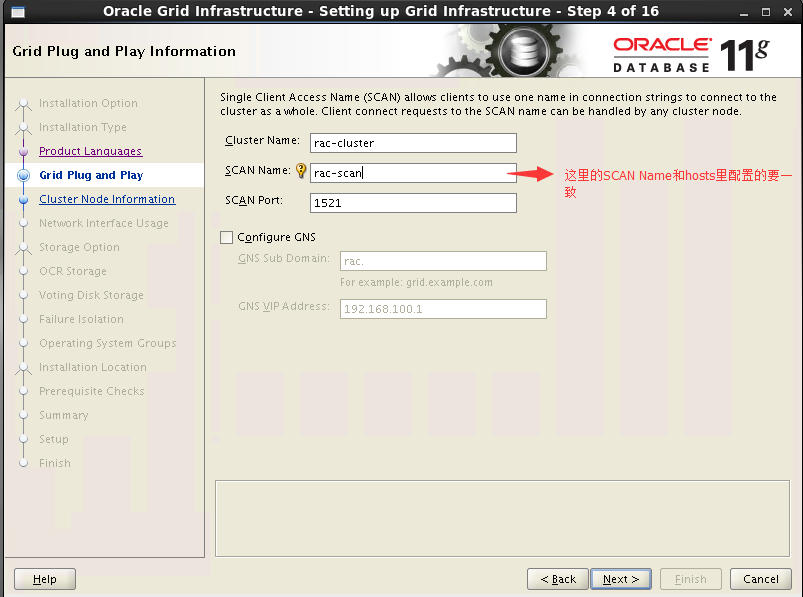 Oracle Grid Infrastructure - Setting up Grid Infrastructure - Step 4 of 16
Grid Plug and Play Information
ORACLE
DATABASE
11g
Installation Option
Installation Type
Product Languages
Grid Plug and Play
Cluster Node Information
Network Interface Usage
Storage Option
OCR Storage
Voting Disk Storage
Failure Isolation
Operating System Groups
Installation Location
Prerequisite Checks
Summary
Setup
Finish
Single Client Access Name (SCAN) allows clients to use one name in connection strings to connect to the
cluster as a whole. Client connect requests to the SCAN name can be handled by any cluster node.
Cluster Name: rac-cluster
SCAN Name: rac-scan
这里的SCAN Name和hosts里配置的要一
致
SCAN Port: 1521
Configure GNS
GNS Sub Domain: rac.
For example: grid.example.com
GNS VIP Address: 192.168.100.1
Help
< Back
Next >
Finish
Cancel